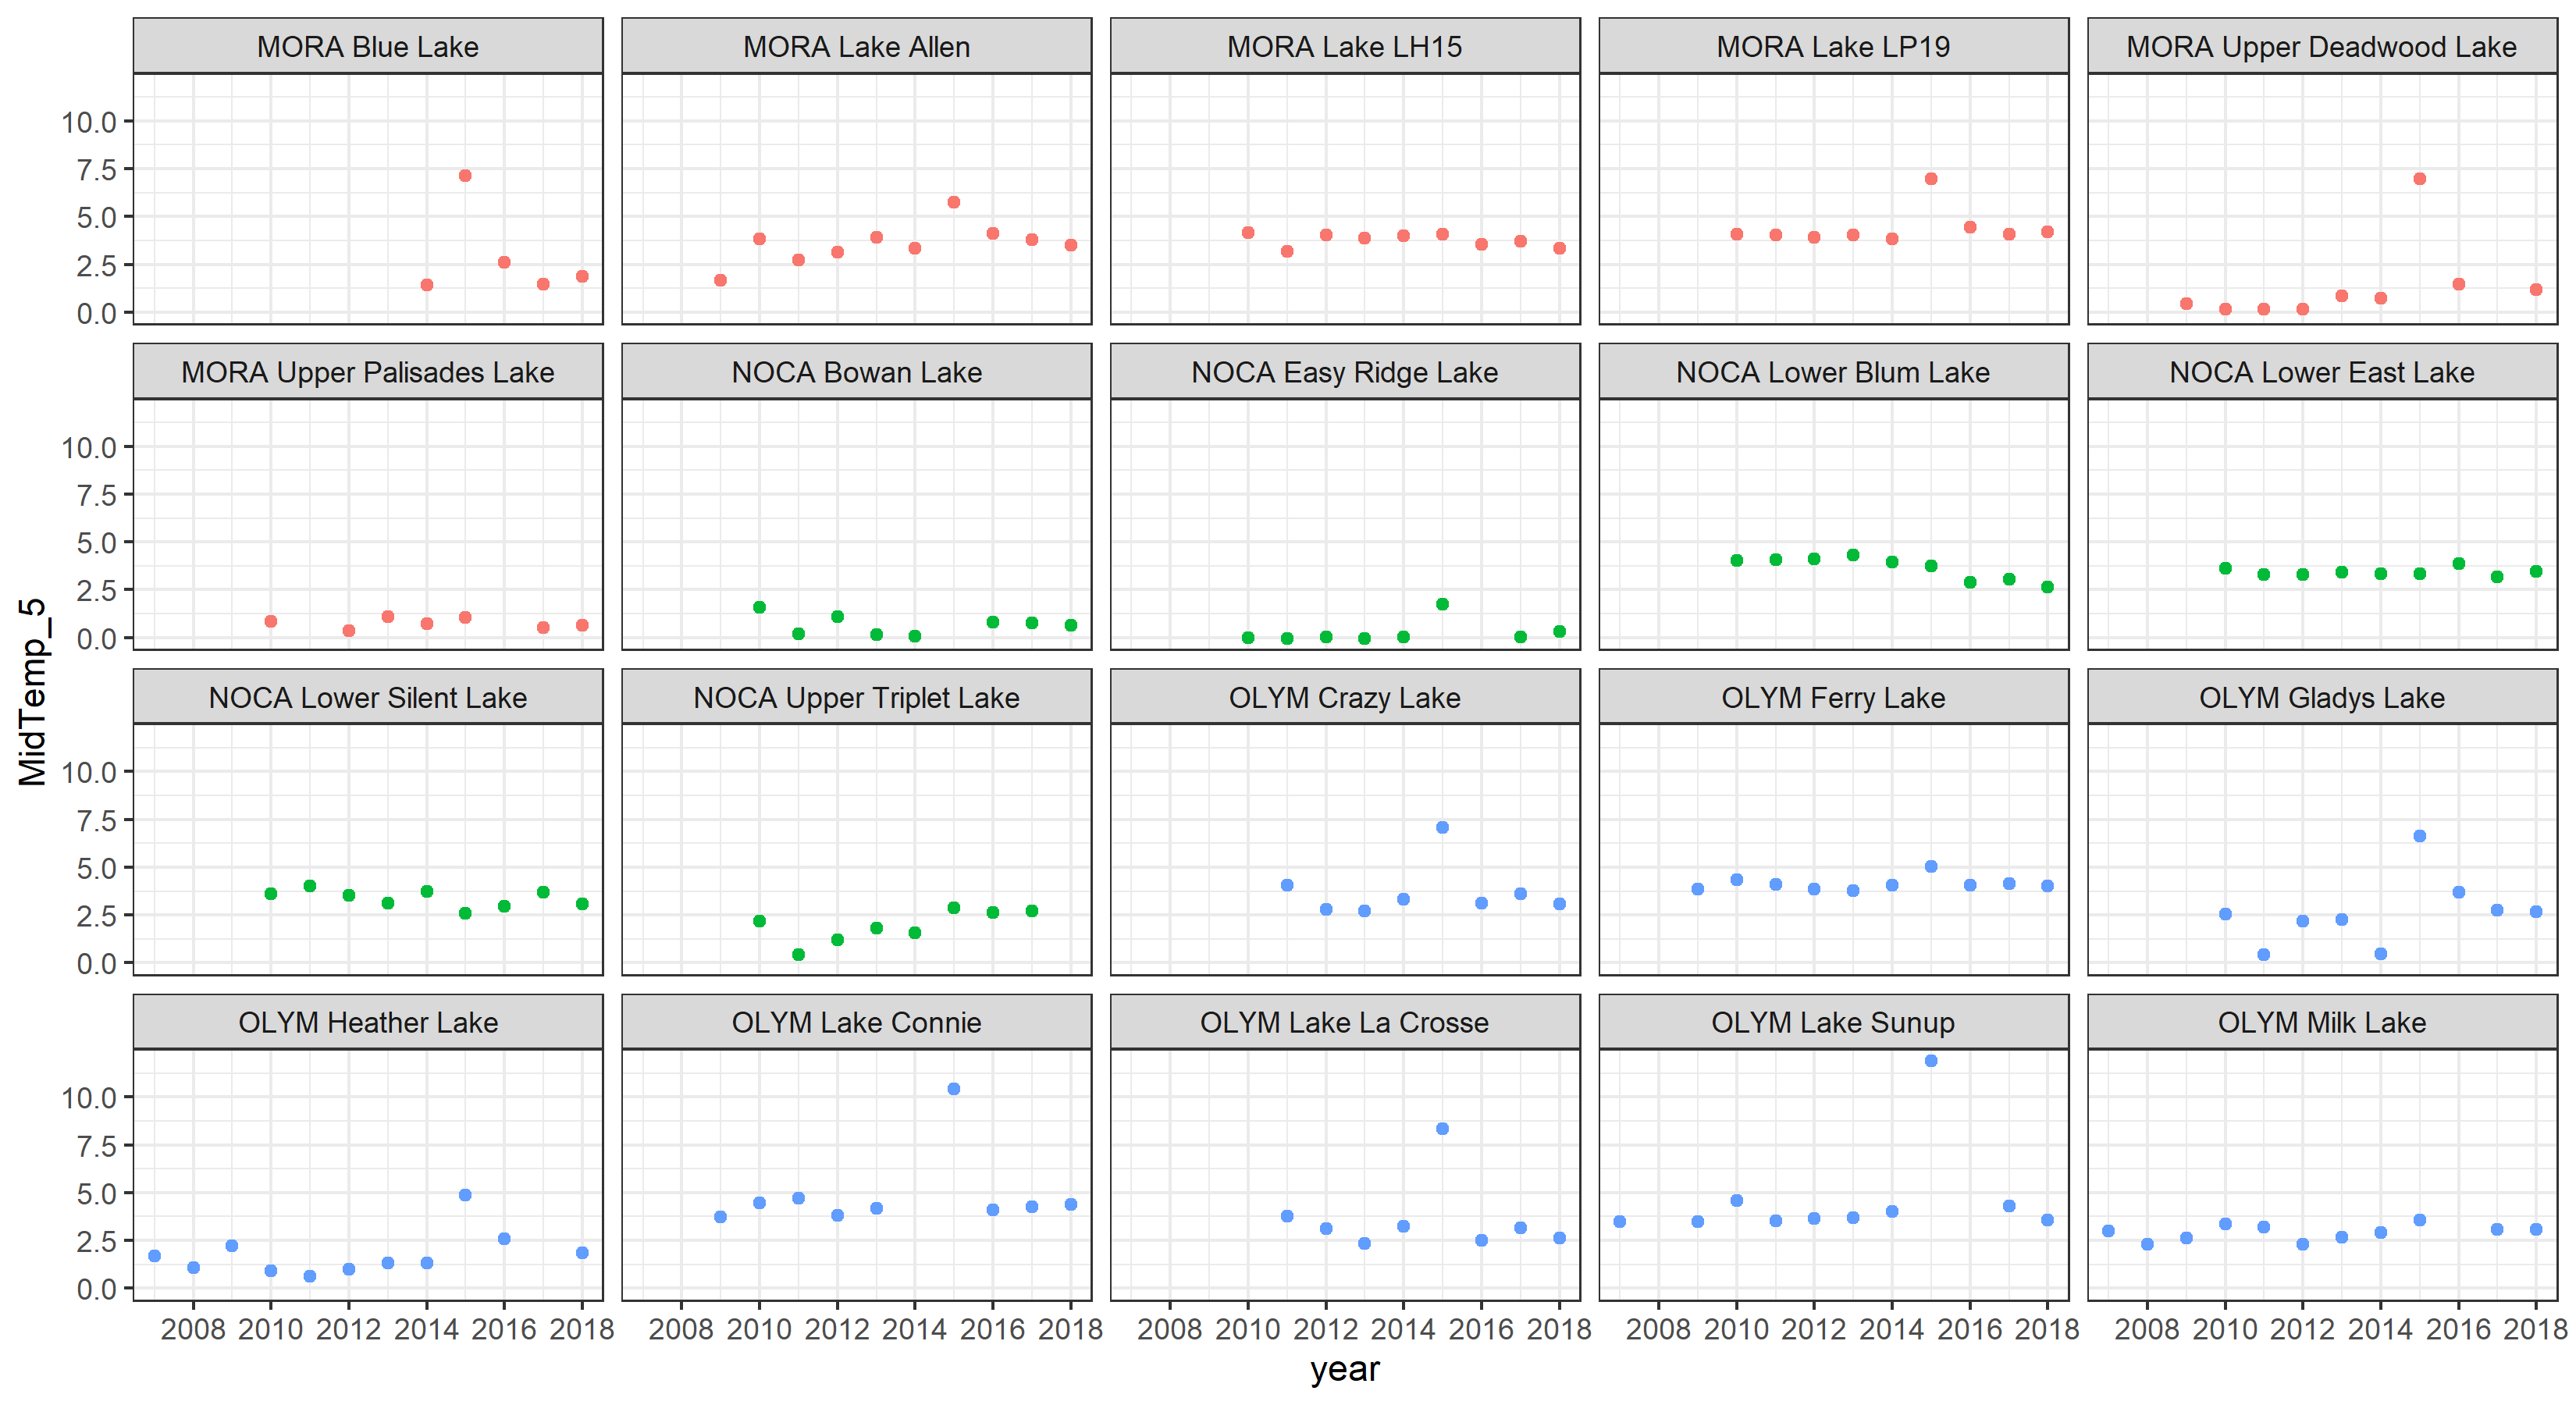 MORA Blue Lake MORA Lake Allen MORA Lake LH15 MORA Lake LP19 MORA Upper Deadwood Lake
10.0
7.5
5.0
2.5
0.0
MORA Upper Palisades Lake NOCA Bowan Lake NOCA Easy Ridge Lake NOCA Lower Blum Lake NOCA Lower East Lake
10.0
7.5
5.0
2.5
0.0
MidTemp_5
NOCA Lower Silent Lake NOCA Upper Triplet Lake OLYM Crazy Lake OLYM Ferry Lake OLYM Gladys Lake
10.0
7.5
5.0
2.5
0.0
OLYM Heather Lake OLYM Lake Connie OLYM Lake La Crosse OLYM Lake Sunup OLYM Milk Lake
10.0
7.5
5.0
2.5
0.0
2008 2010 2012 2014 2016 2018 2008 2010 2012 2014 2016 2018 2008 2010 2012 2014 2016 2018 2008 2010 2012 2014 2016 2018 2008 2010 2012 2014 2016 2018
year